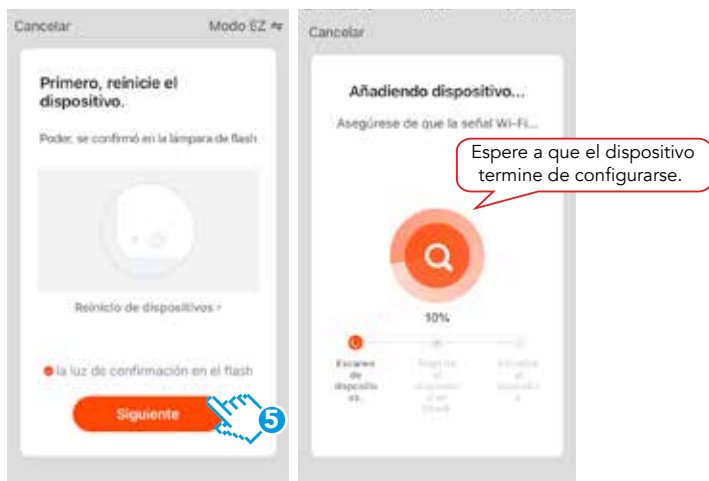 Cancelar
Modo EZ
Primero, reinicie el
dispositivo.
Poder, se confirmó en la lámpara de flash
Reinicio de dispositivos
la luz de confirmación en el flash
Siguiente
5
Cancelar
Añadiendo dispositivo...
Asegúrese de que la señal Wi-Fi...
Espere a que el dispositivo
termine de configurarse.
10%
Escaneo
de
dispositiv